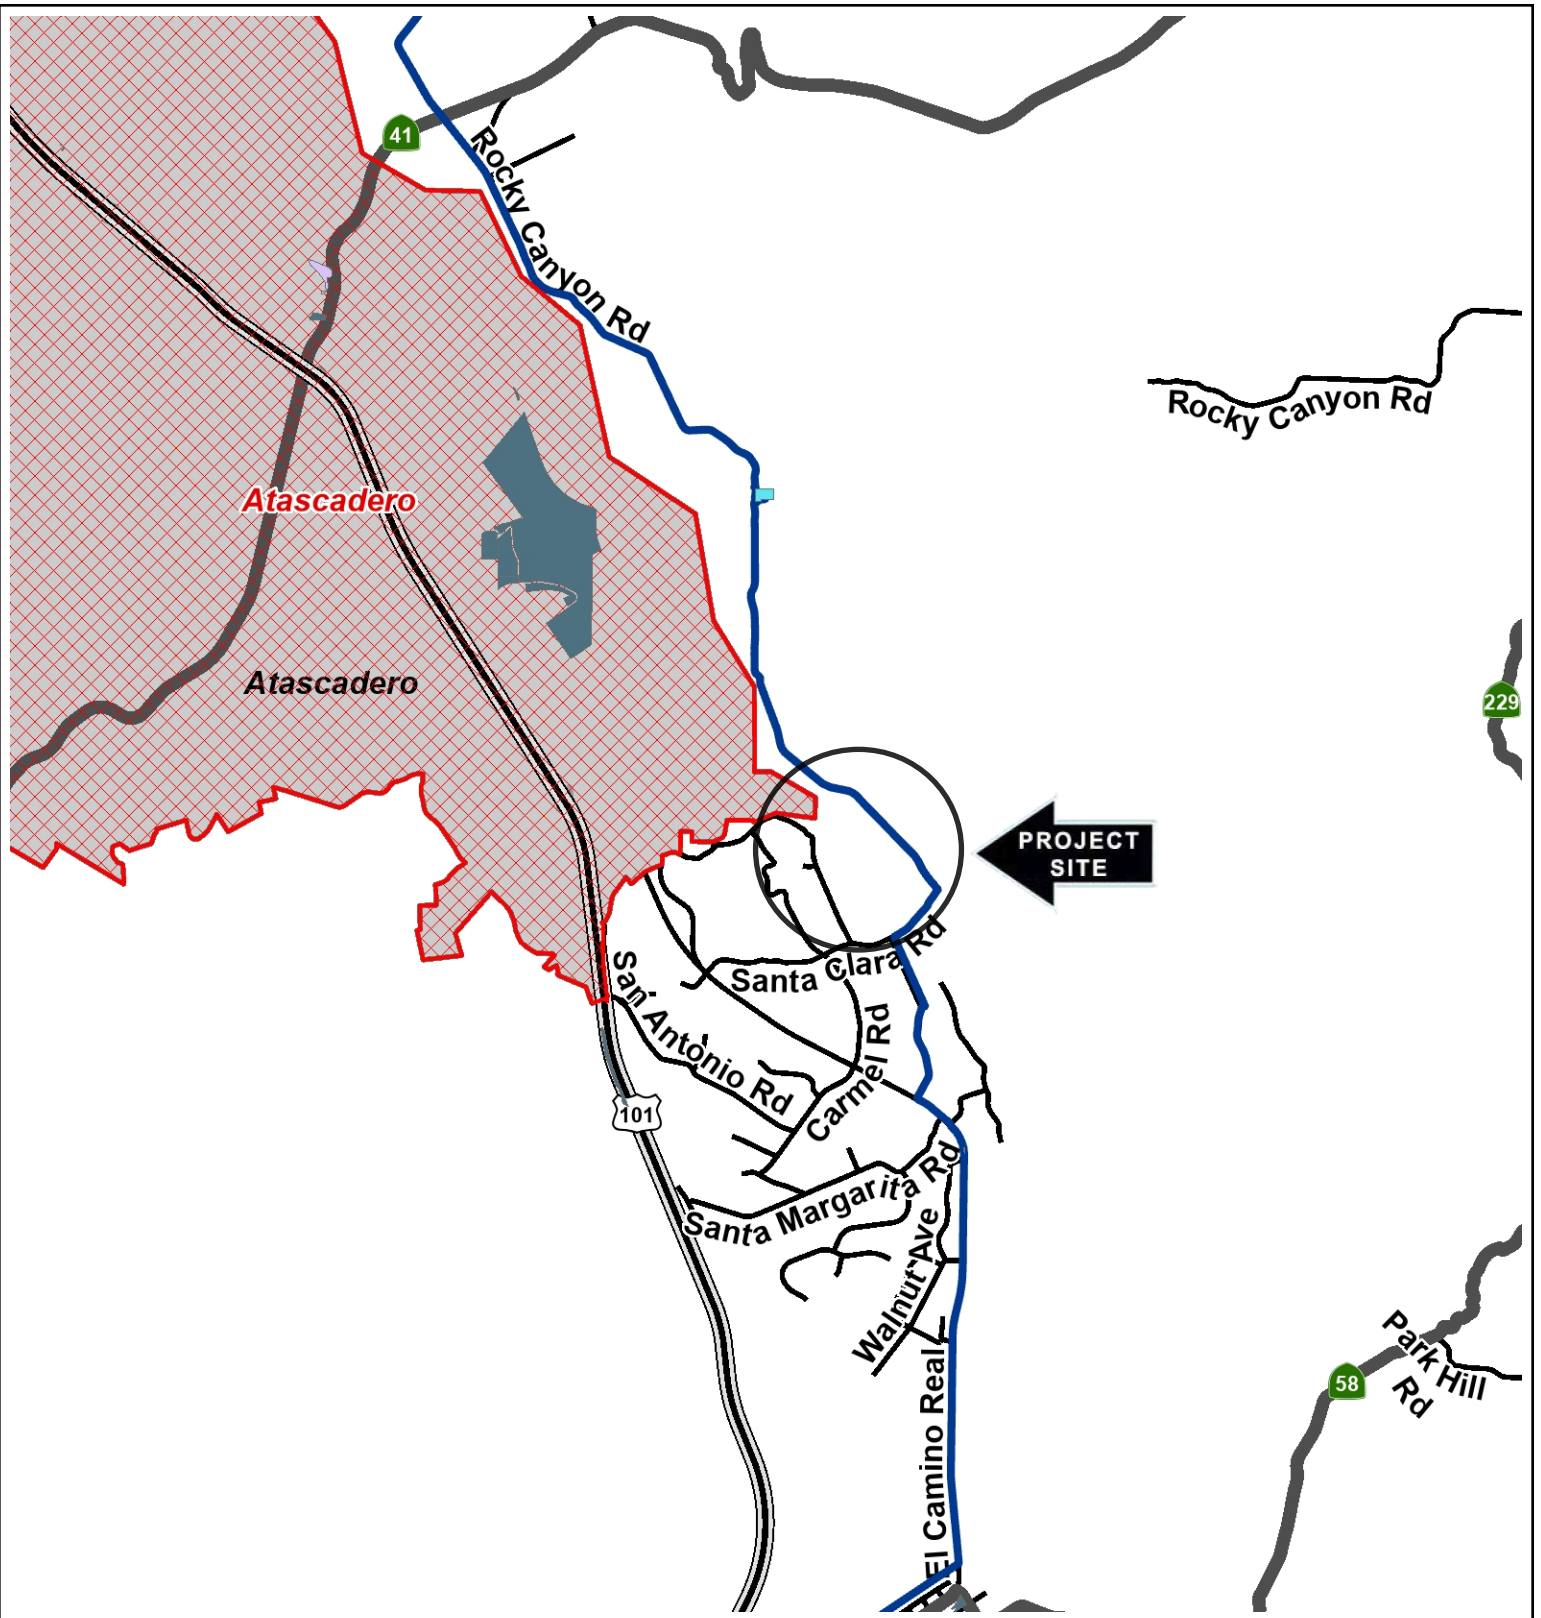 41
Rocky Canyon Rd
Rocky Canyon Rd
Atascadero
Atascadero
229
PROJECT
SITE
Santa Clara Rd
San Antonio Rd
Carmel Rd
101
Santa Margarita Rd
Walnut Ave
El Camino Real
Park Hill
Rd
58